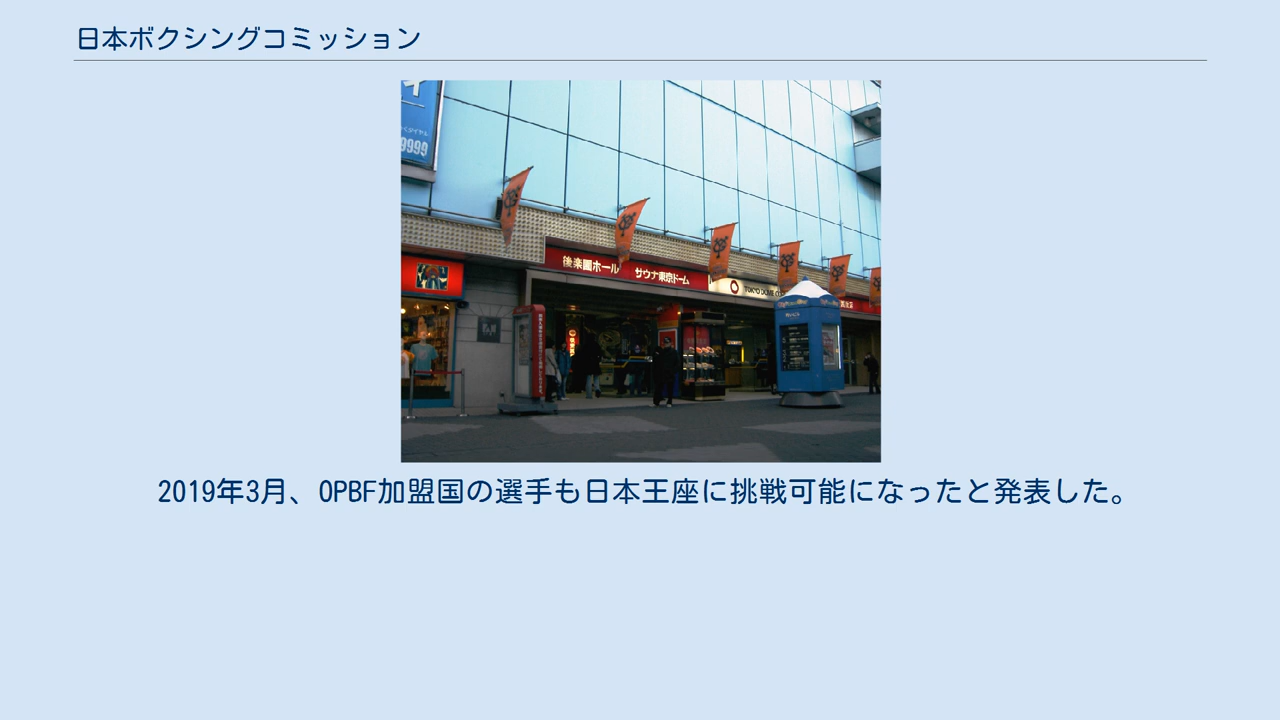 日本ボクシングコミッション
9999
後楽園ホール サウナ東京ドーム
TOKYO DOME
2019年3月、OPBF加盟国の選手も日本王座に挑戦可能になったと発表した。